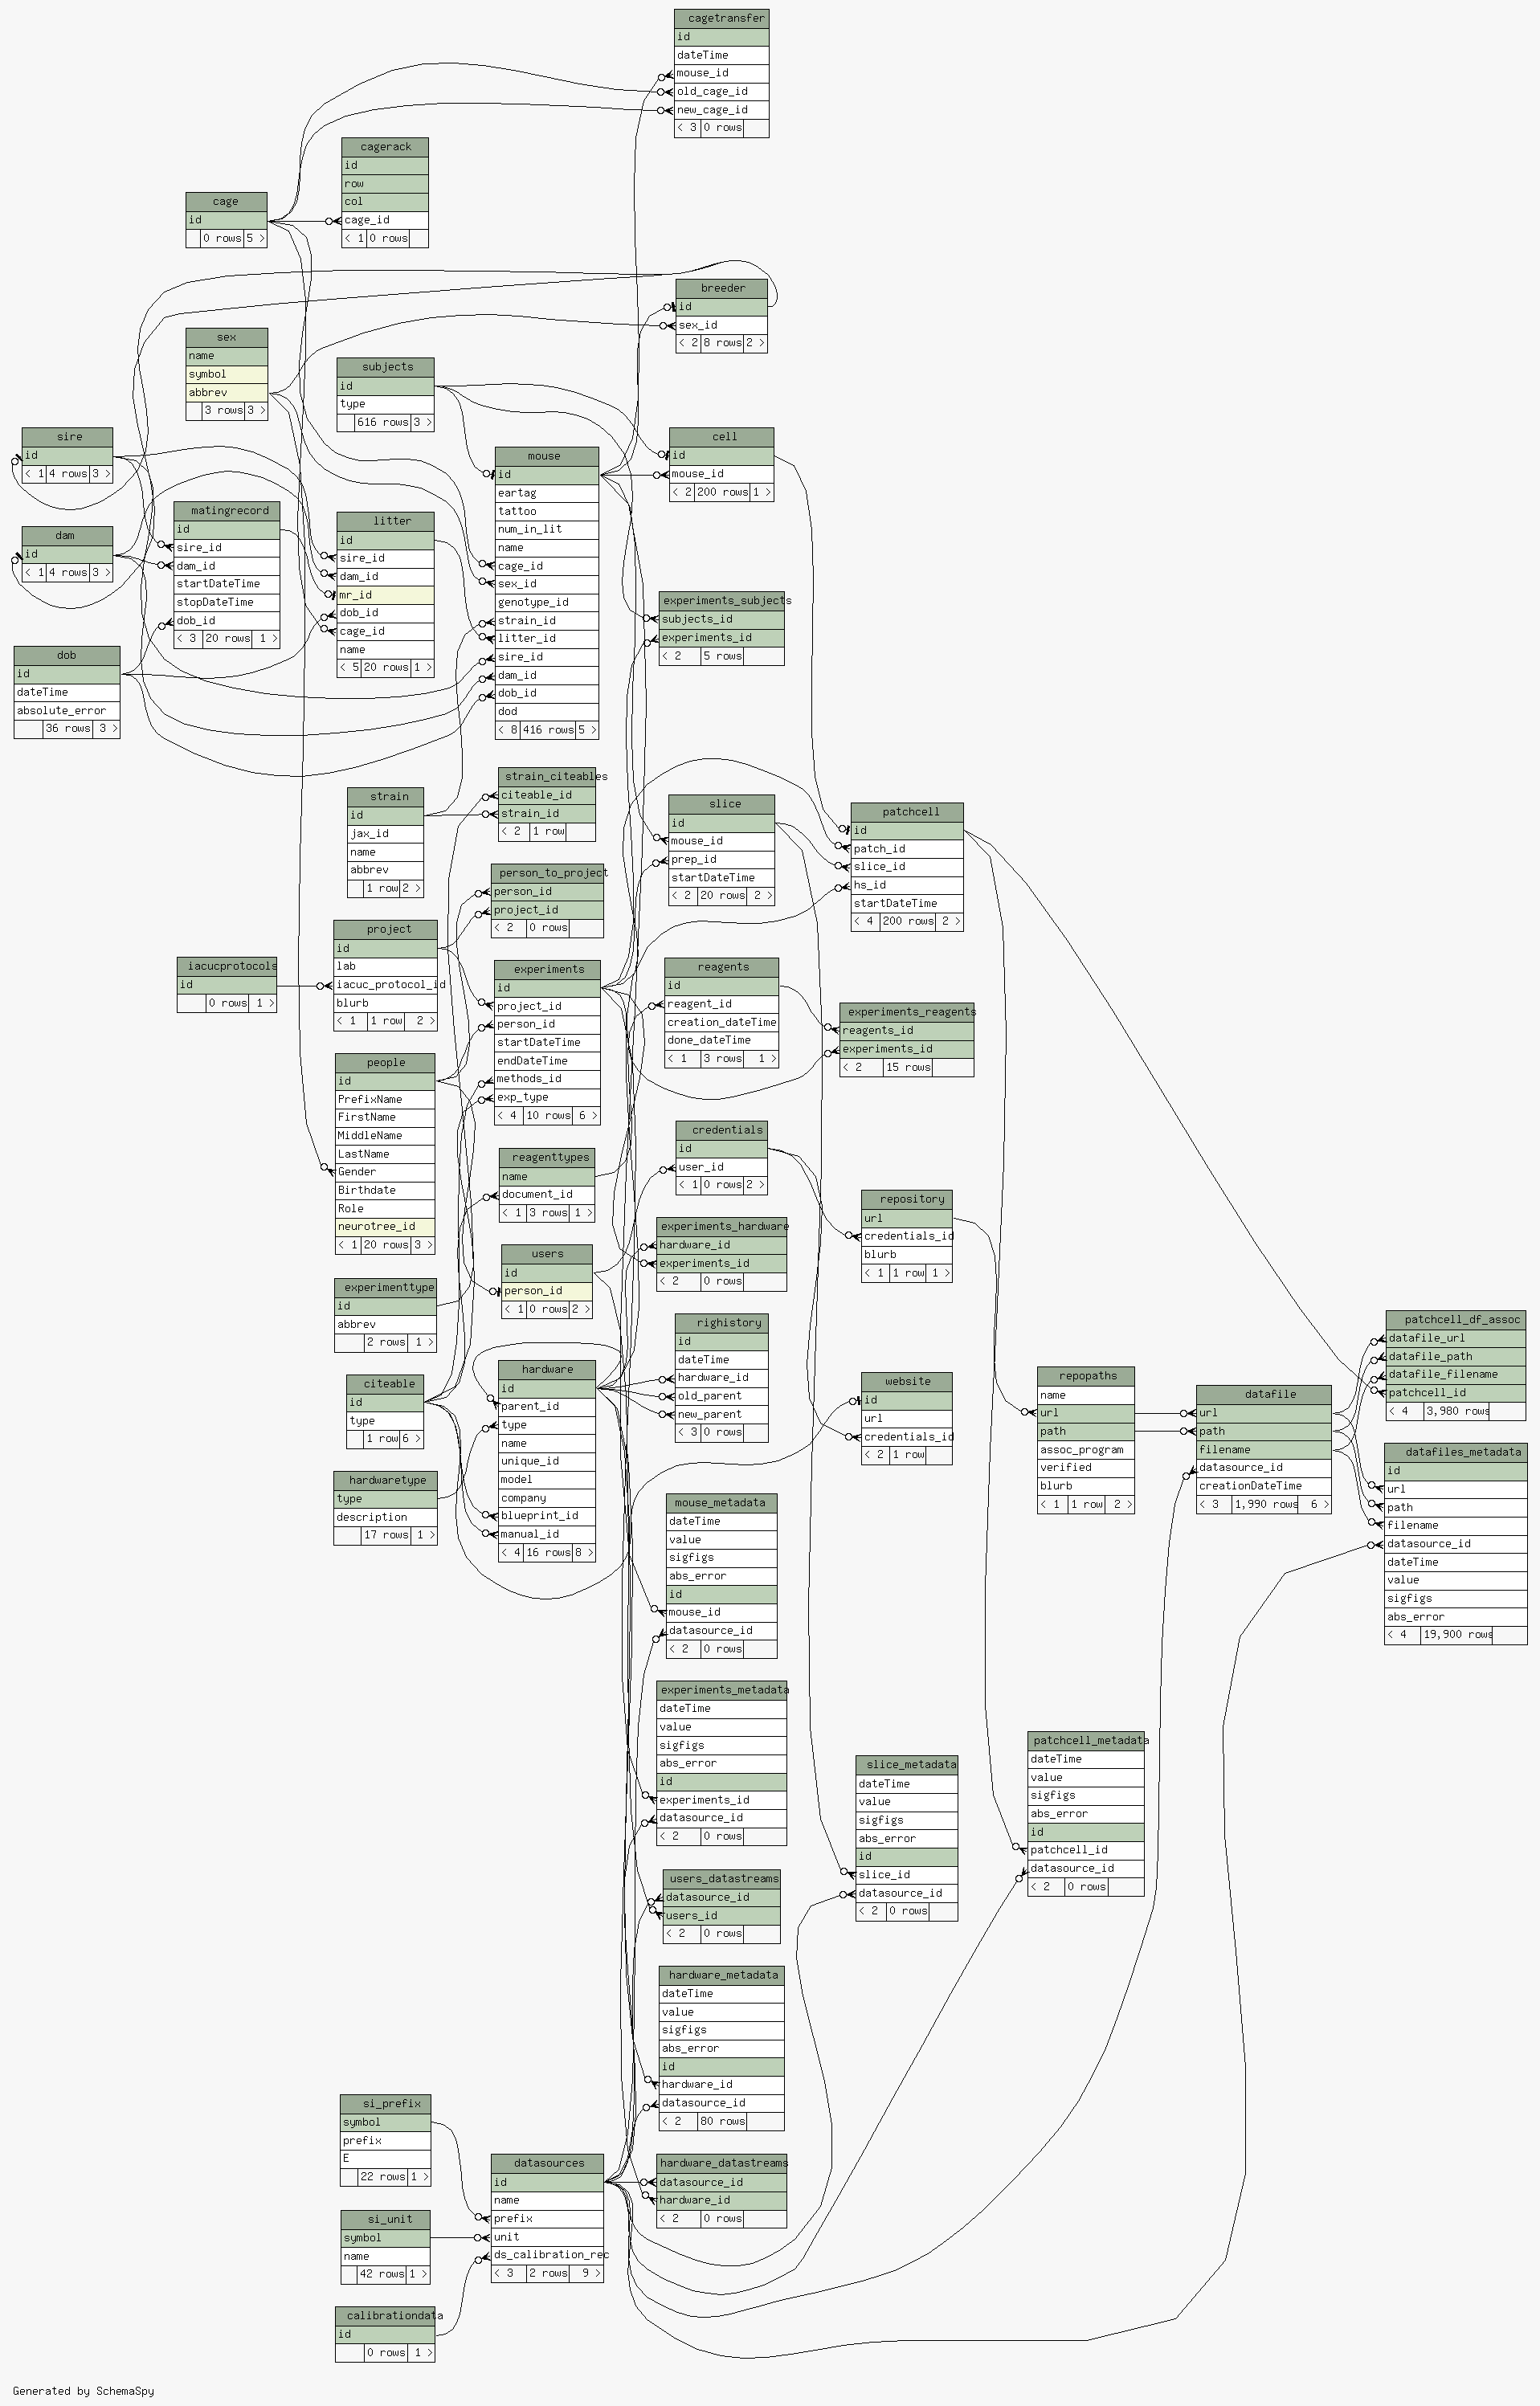 cagetransfer
id
dateTime
mouse_id
old_cage_id
new_cage_id
< 3 0 rows
cagerack
id
row
col
cage_id
< 1 0 rows
cage
id
0 rows 5 >
breeder
id
sex_id
< 2 8 rows 2 >
sex
name
symbol
abbrev
3 rows 3 >
subjects
id
type
616 rows 3 >
sire
id
< 1 4 rows 3 >
cell
id
mouse_id
< 2 200 rows 1 >
mouse
id
eartag
tattoo
num_in_lit
name
cage_id
sex_id
genotype_id
strain_id
litter_id
sire_id
dam_id
dob_id
dod
< 8 416 rows 5 >
matingrecord
id
sire_id
dam_id
startDateTime
stopDateTime
dob_id
< 3 20 rows 1 >
litter
id
sire_id
dam_id
mr_id
dob_id
cage_id
name
< 5 20 rows 1 >
dam
id
< 1 4 rows 3 >
experiments_subjects
subjects_id
experiments_id
< 2 5 rows
dob
id
dateTime
absolute_error
36 rows 3 >
strain_citeables
citeable_id
strain_id
< 2 1 row
strain
id
jax_id
name
abbrev
1 row 2 >
slice
id
mouse_id
prep_id
startDateTime
< 2 20 rows 2 >
patchcell
id
patch_id
slice_id
hs_id
startDateTime
< 4 200 rows 2 >
person_to_project
person_id
project_id
< 2 0 rows
project
id
lab
iacuc_protocol_id
blurb
< 1 1 row 2 >
iacucprotocols
id
0 rows 1 >
experiments
id
project_id
person_id
startDateTime
endDateTime
methods_id
exp_type
< 4 10 rows 6 >
reagents
id
reagent_id
creation_dateTime
done_dateTime
< 1 3 rows 1 >
experiments_reagents
reagents_id
experiments_id
< 2 15 rows
people
id
PrefixName
FirstName
MiddleName
LastName
Gender
Birthdate
Role
neurotree_id
< 1 20 rows 3 >
credentials
id
user_id
< 1 0 rows 2 >
reagenttypes
name
document_id
< 1 3 rows 1 >
repository
url
credentials_id
blurb
< 1 1 row 1 >
experiments_hardware
hardware_id
experiments_id
< 2 0 rows
users
id
person_id
< 1 0 rows 2 >
experimenttype
id
abbrev
2 rows 1 >
righistory
id
dateTime
hardware_id
old_parent
new_parent
< 3 0 rows
patchcell_df_assoc
datafile_url
datafile_path
datafile_filename
patchcell_id
< 4 3,980 rows
hardware
id
parent_id
type
name
unique_id
model
company
blueprint_id
manual_id
< 4 16 rows 8 >
citeable
id
type
1 row 6 >
website
id
url
credentials_id
< 2 1 row
repopaths
name
url
path
assoc_program
verified
blurb
< 1 1 row 2 >
datafile
url
path
filename
datasource_id
creationDateTime
< 3 1,990 rows 6 >
datafiles_metadata
id
url
path
filename
datasource_id
dateTime
value
sigfigs
abs_error
< 4 19,900 rows
hardwaretype
type
description
17 rows 1 >
mouse_metadata
dateTime
value
sigfigs
abs_error
id
mouse_id
datasource_id
< 2 0 rows
experiments_metadata
dateTime
value
sigfigs
abs_error
id
experiments_id
datasource_id
< 2 0 rows
patchcell_metadata
dateTime
value
sigfigs
abs_error
id
patchcell_id
datasource_id
< 2 0 rows
slice_metadata
dateTime
value
sigfigs
abs_error
id
slice_id
datasource_id
< 2 0 rows
users_datastreams
datasource_id
users_id
< 2 0 rows
hardware_metadata
dateTime
value
sigfigs
abs_error
id
hardware_id
datasource_id
< 2 80 rows
si_prefix
symbol
prefix
E
22 rows 1 >
datasources
id
name
prefix
unit
ds_calibration_rec
< 3 2 rows 9 >
hardware_datastreams
datasource_id
hardware_id
< 2 0 rows
si_unit
symbol
name
42 rows 1 >
calibrationdata
id
0 rows 1 >
Generated by SchemaSpy